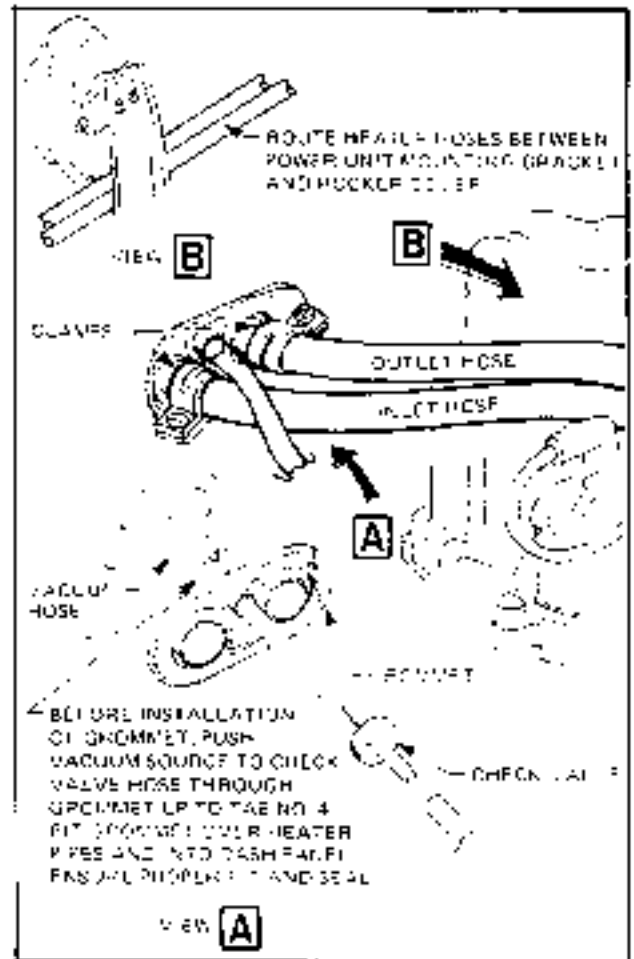 ROUTE HEATER HOSES BETWEEN
POWER UNIT MOUNTING BRACKET
AND ROCKER COVER
VIEW B
B
CLAMPS
OUTLET HOSE
INLET HOSE
A
VACUUM
HOSE
GROMMET
BEFORE INSTALLATION
OF GROMMET, PUSH
VACUUM SOURCE TO CHECK
VALVE HOSE THROUGH
GROMMET UP TO TAB NO. 4
FIT GROMMET OVER HEATER
PIPES AND INTO DASH PANEL
ENSURE PROPER FIT AND SEAL
CHECK VALVE
VIEW A